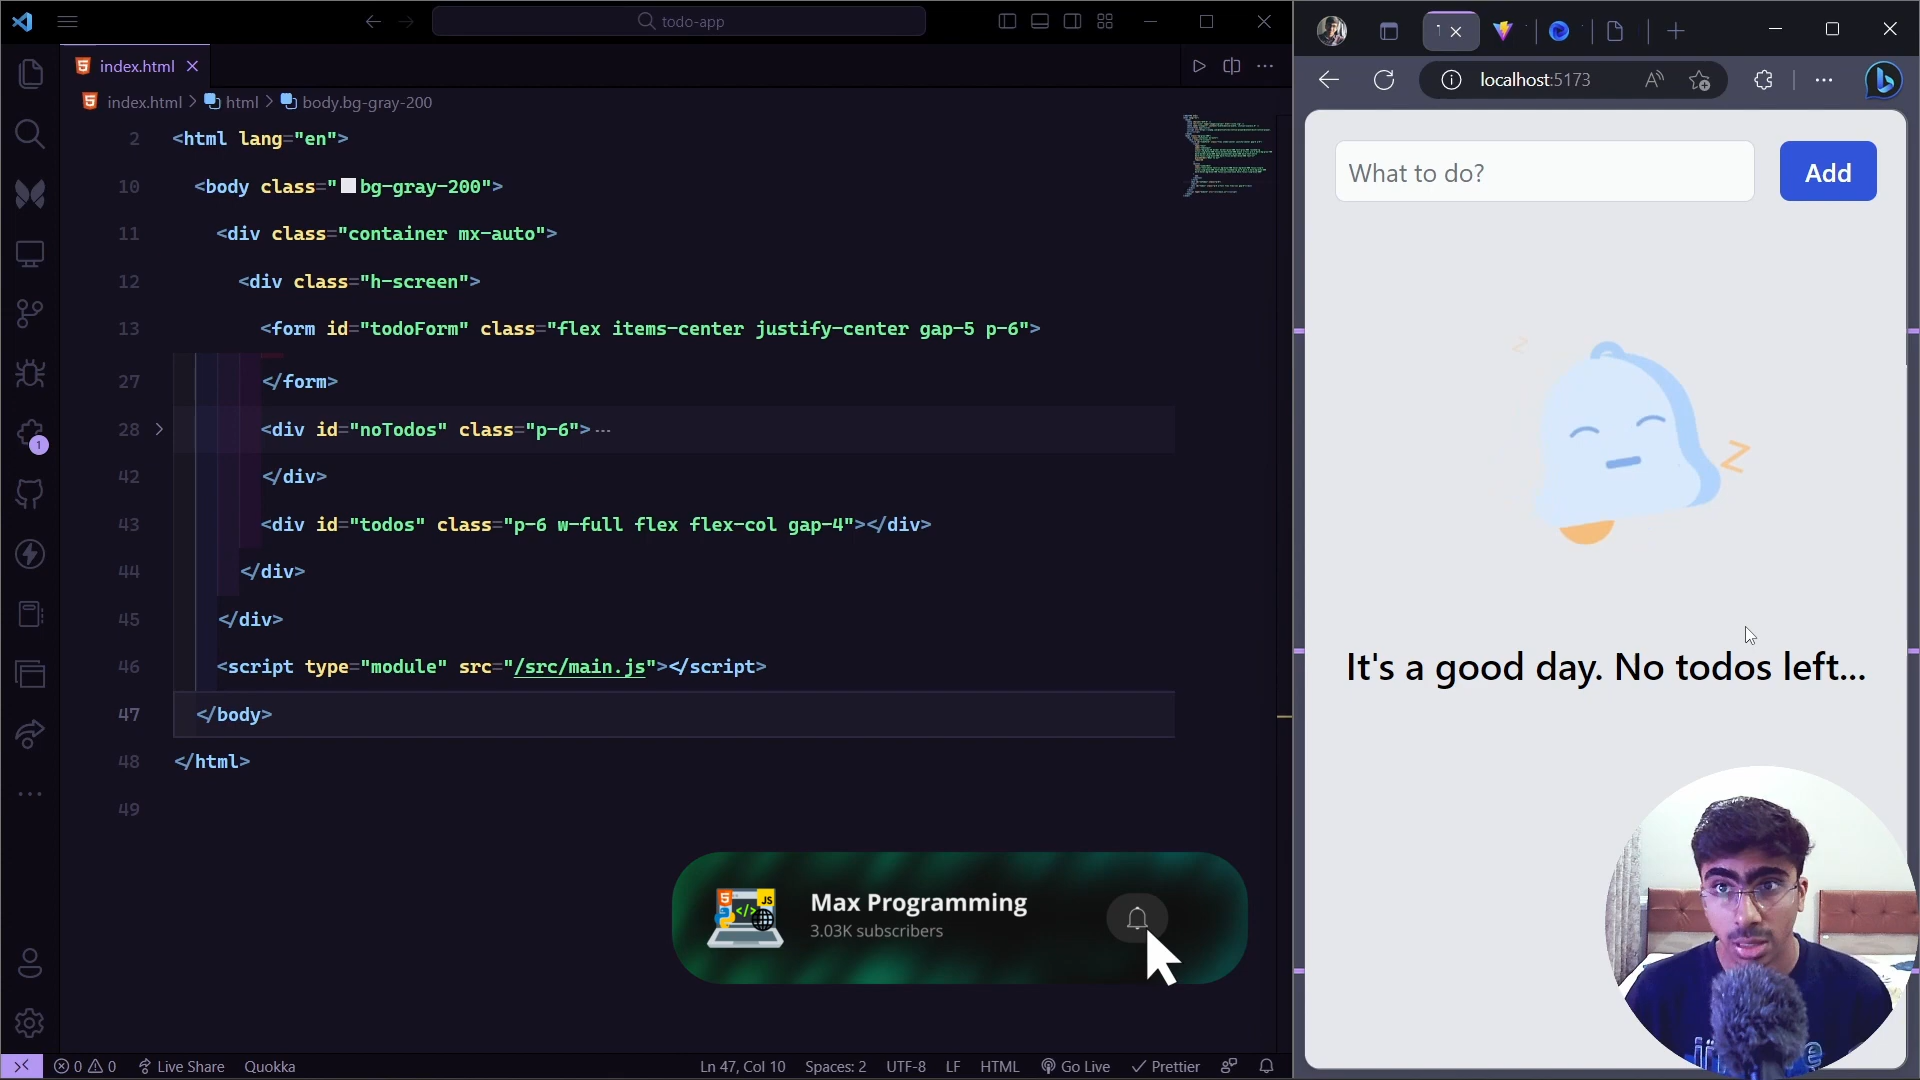 todo-app
index.html
index.html > html > body.bg-gray-200
2 <html lang="en">
10 <body class="bg-gray-200">
11 <div class="container mx-auto">
12 <div class="h-screen">
13 <form id="todoForm" class="flex items-center justify-center gap-5 p-6">
27 </form>
28 <div id="noTodos" class="p-6">···
42 </div>
43 <div id="todos" class="p-6 w-full flex flex-col gap-4"></div>
44 </div>
45 </div>
46 <script type="module" src="/src/main.js"></script>
47 </body>
48 </html>
49
1
Max Programming
3.03K subscribers
JS
0 0 Live Share Quokka
Ln 47, Col 10 Spaces: 2 UTF-8 LF HTML Go Live Prettier
localhost:5173
What to do?
Add
z
z
It's a good day. No todos left...